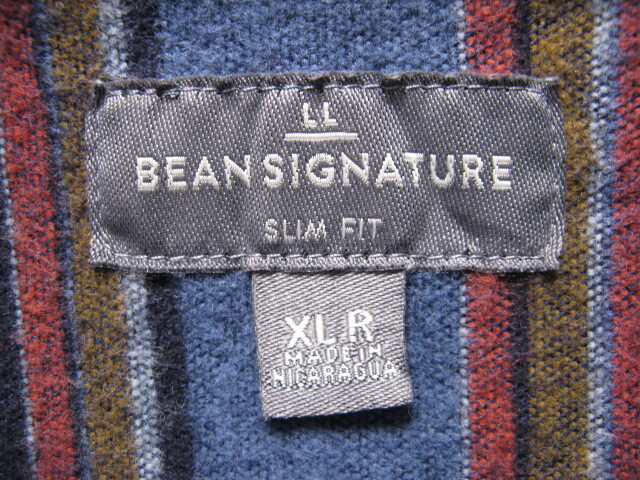 LL
BEAN SIGNATURE
SLIM FIT
XL R
MADE IN
NICARAGUA